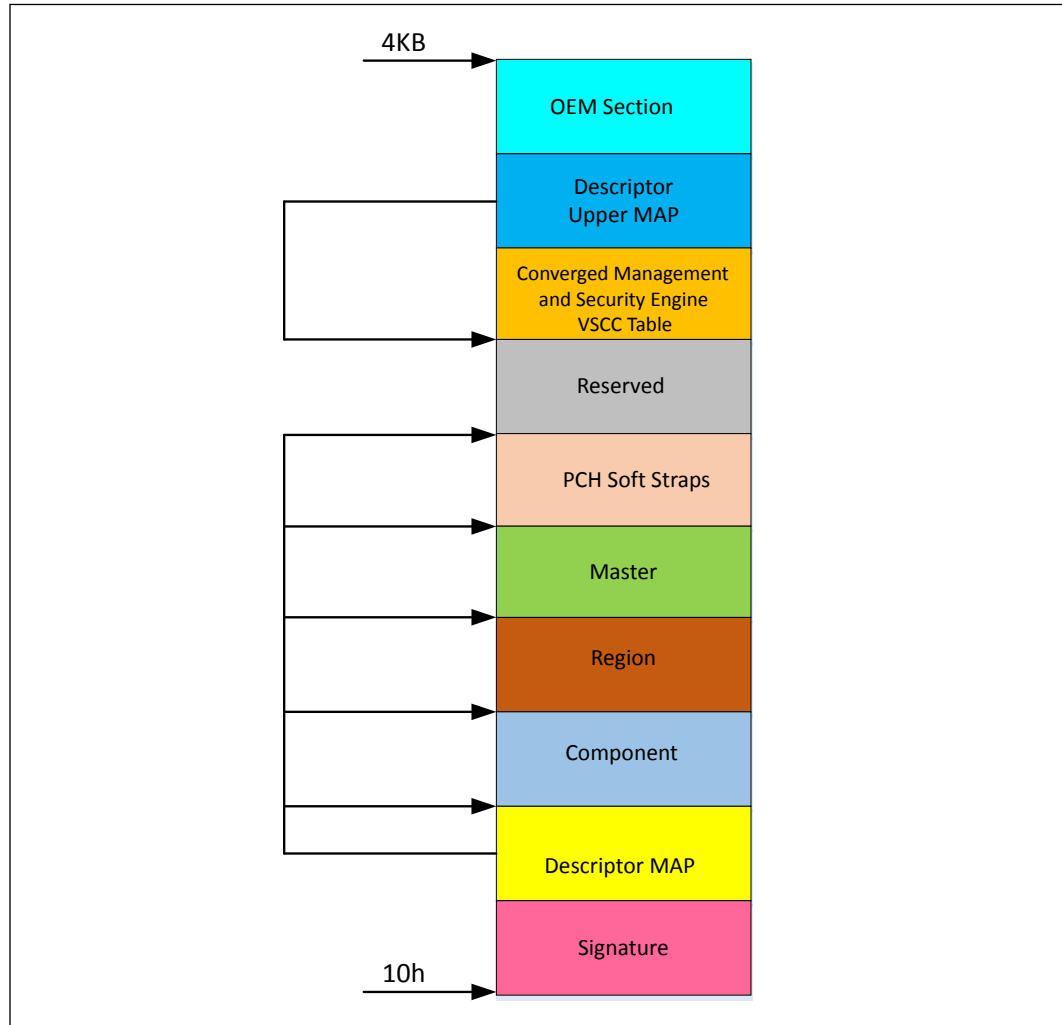 4KB
OEM Section
Descriptor
Upper MAP
Converged Management
and Security Engine
VSCC Table
Reserved
PCH Soft Straps
Master
Region
Component
Descriptor MAP
Signature
10h